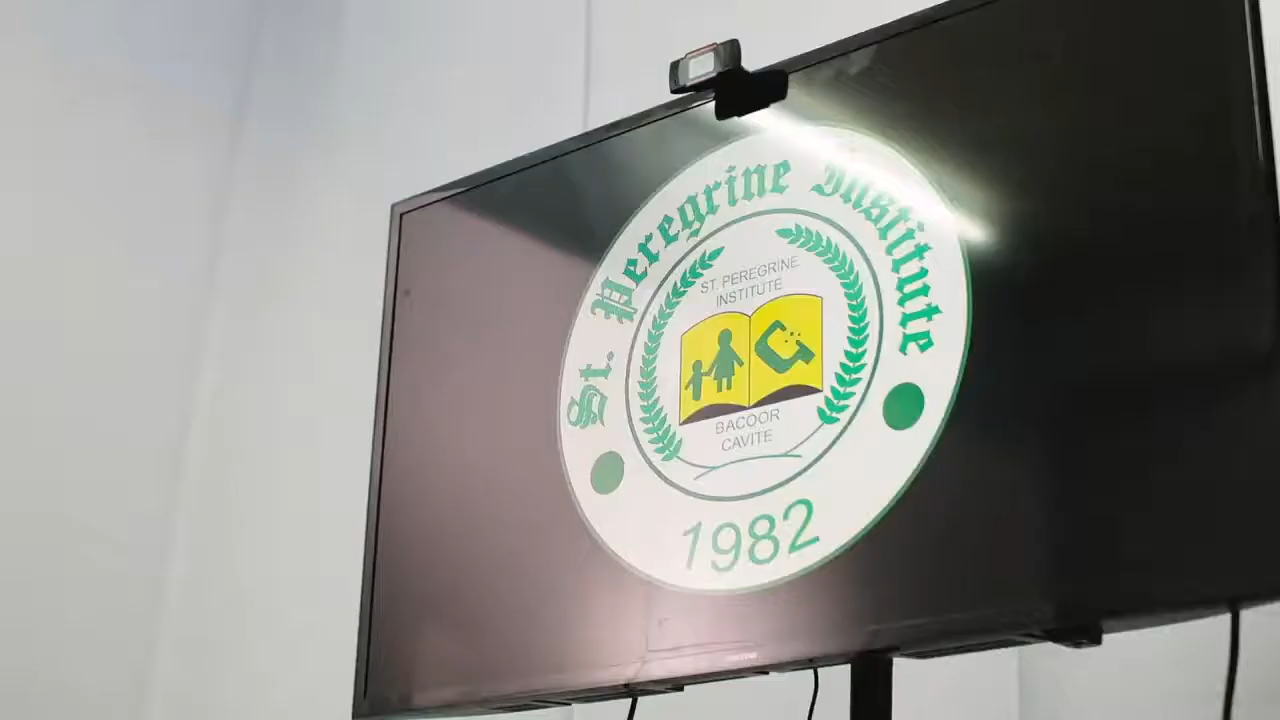 St. Peregrine Institute
ST. PEREGRINE
INSTITUTE
BACOOR
CAVITE
1982